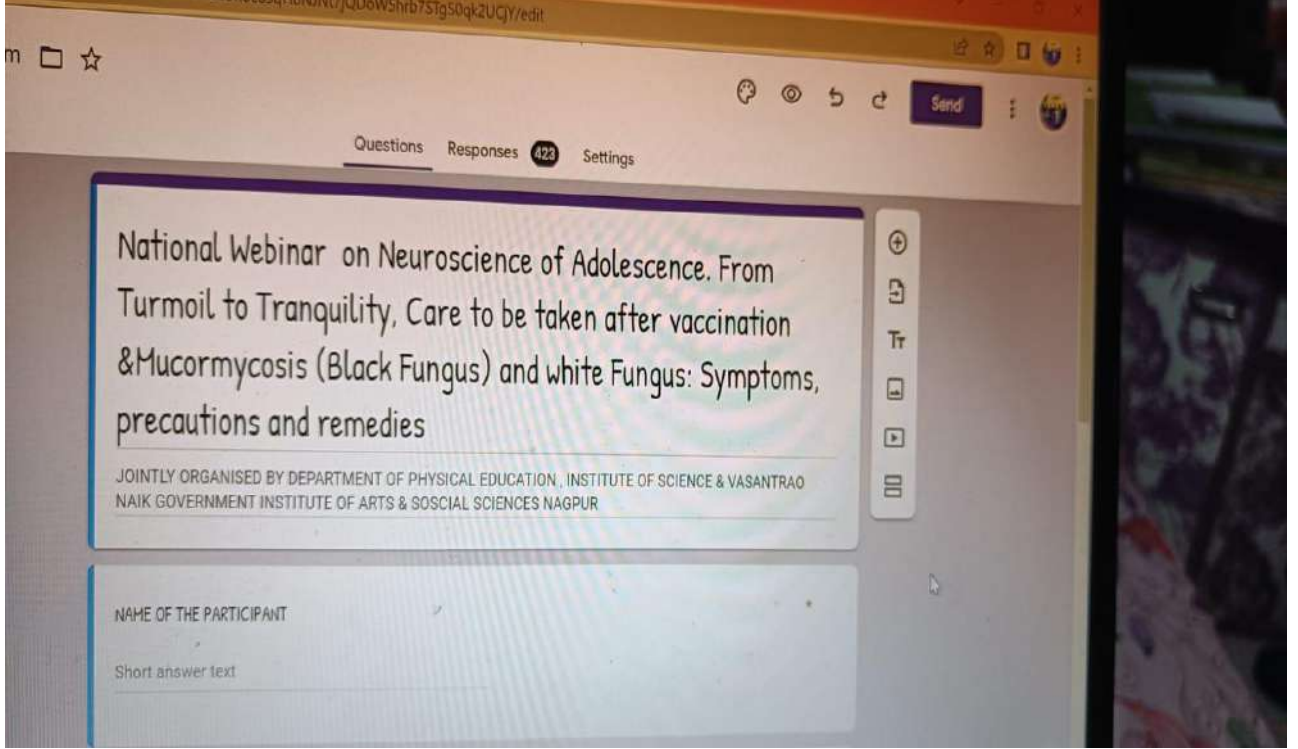 Send
Questions Responses 423 Settings
National Webinar on Neuroscience of Adolescence. From
Turmoil to Tranquility, Care to be taken after vaccination
&Mucormycosis (Black Fungus) and white Fungus: Symptoms,
precautions and remedies
JOINTLY ORGANISED BY DEPARTMENT OF PHYSICAL EDUCATION , INSTITUTE OF SCIENCE & VASANTRAO
NAIK GOVERNMENT INSTITUTE OF ARTS & SOSCIAL SCIENCES NAGPUR
NAME OF THE PARTICIPANT
Short answer text